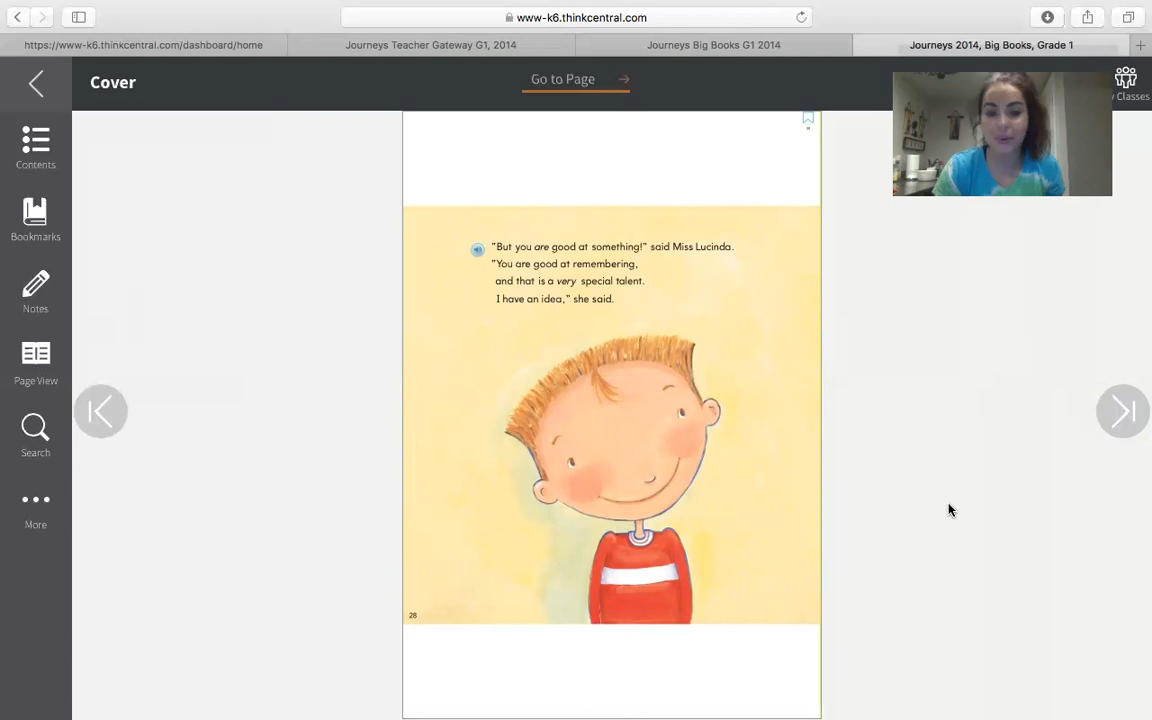 www-k6.thinkcentral.com
https://www-k6.thinkcentral.com/dashboard/home
Journeys Teacher Gateway G1, 2014
Journeys Big Books G1 2014
Journeys 2014, Big Books, Grade 1
Cover
Go to Page
Classes
Contents
Bookmarks
Notes
Page View
Search
More
"But you are good at something!" said Miss Lucinda.
"You are good at remembering,
and that is a very special talent.
I have an idea," she said.
28